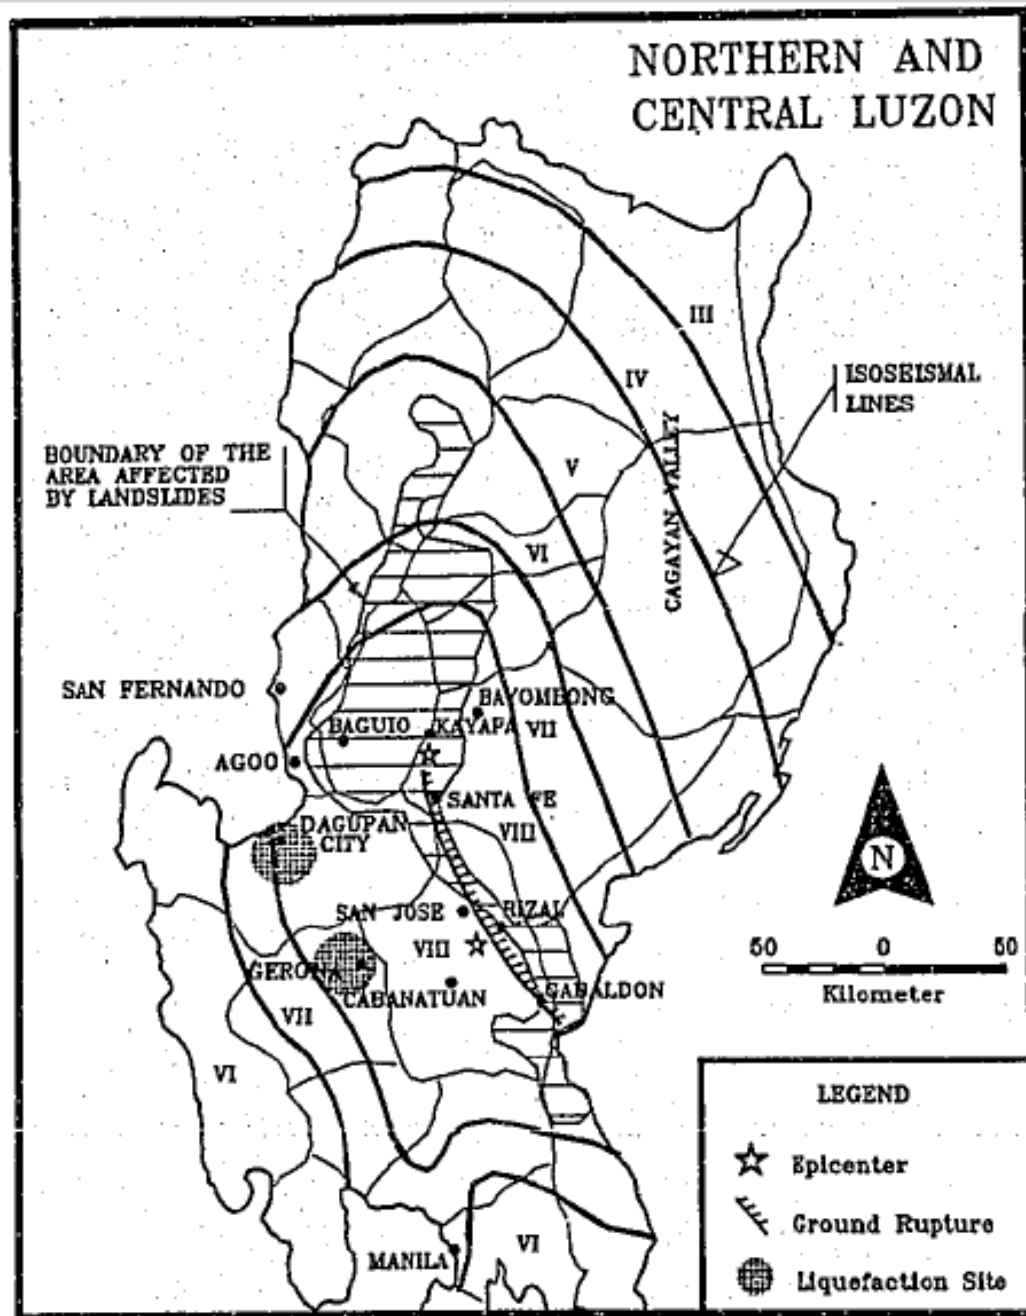 NORTHERN AND
CENTRAL LUZON
III
IV
ISOSEISMAL
LINES
BOUNDARY OF THE
AREA AFFECTED
BY LANDSLIDES
V
CAGAYAN VALLEY
VI
SAN FERNANDO
BAYOMBONG
BAGUIO
KAYAPA
VII
AGOO
SANTA FE
DAGUPAN
CITY
VIII
N
SAN JOSE
RIZAL
VIII
GERONA
CABANATUAN
GABALDON
50 0 50
Kilometer
VII
VI
LEGEND
Epicenter
Ground Rupture
Liquefaction Site
MANILA
VI